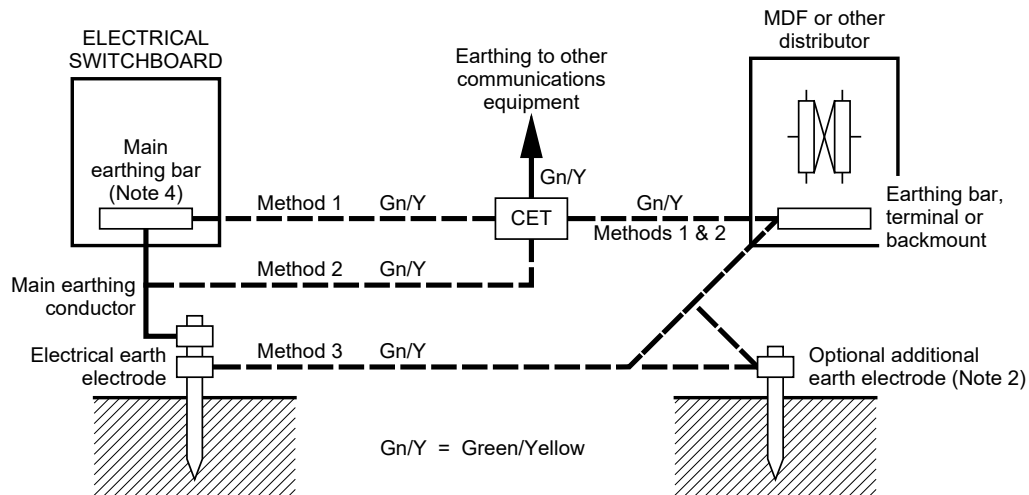 ELECTRICAL
SWITCHBOARD
Main
earthing bar
(Note 4)
Main earthing
conductor
Electrical earth
electrode
Method 1 Gn/Y
Method 2 Gn/Y
Method 3 Gn/Y
Earthing to other
communications
equipment
Gn/Y
CET
Gn/Y
Methods 1 & 2
MDF or other
distributor
Earthing bar,
terminal or
backmount
Optional additional
earth electrode (Note 2)
Gn/Y = Green/Yellow